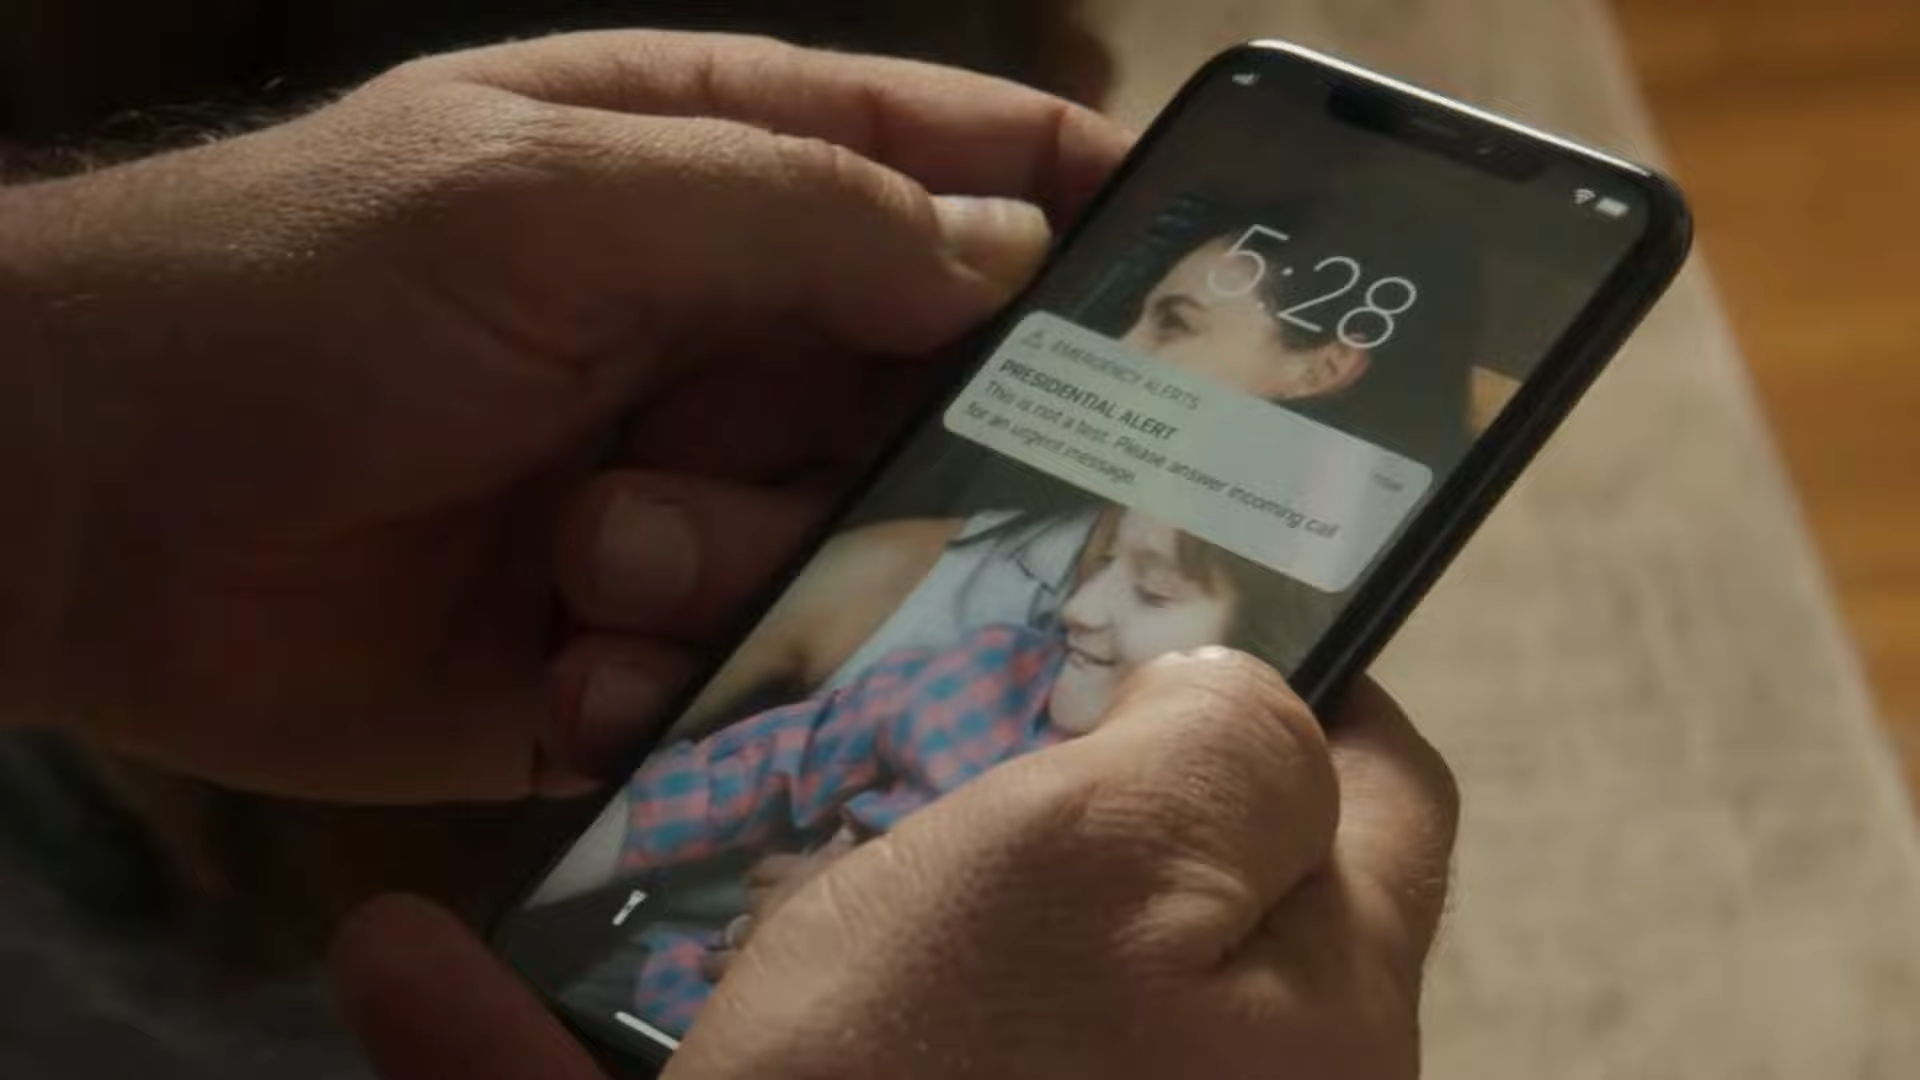 5:28
EMERGENCY ALERTS
PRESIDENTIAL ALERT
This is not a test. Please answer incoming call
for an urgent message.